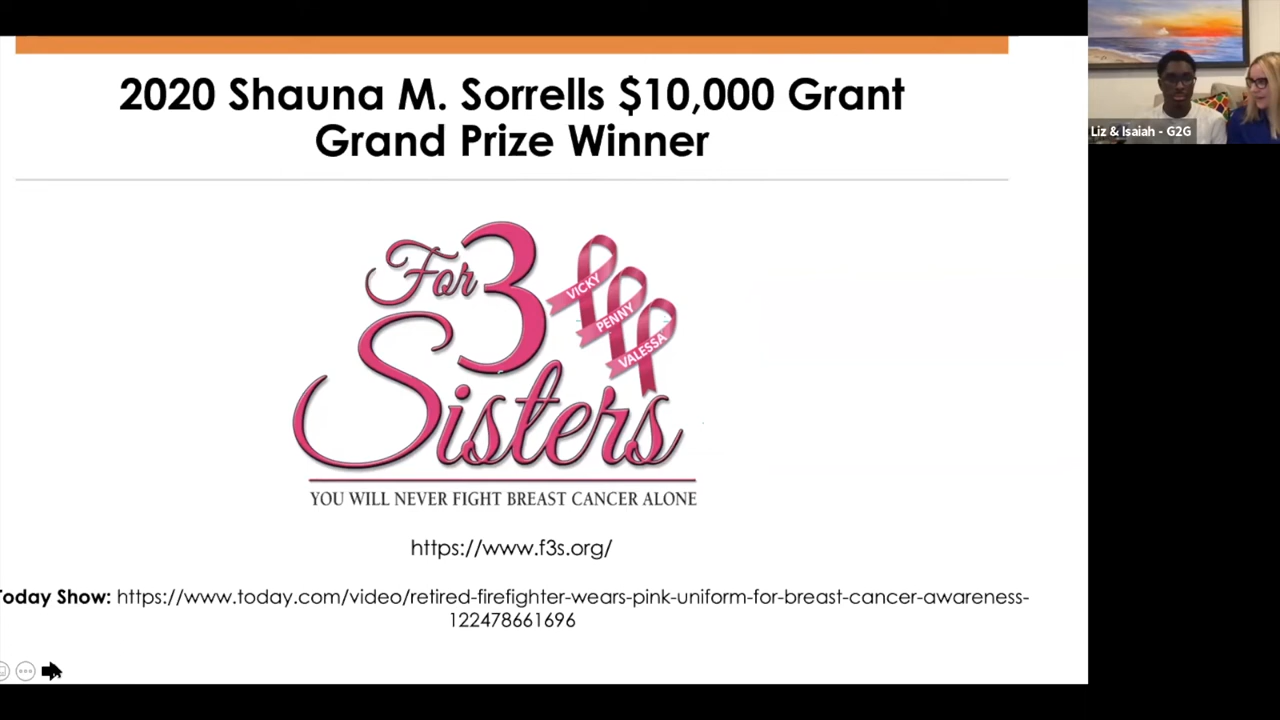 2020 Shauna M. Sorrells $10,000 Grant
Grand Prize Winner
For 3
Sisters
VICKY
PENNY
VALESSA
YOU WILL NEVER FIGHT BREAST CANCER ALONE
https://www.f3s.org/
Today Show: https://www.today.com/video/retired-firefighter-wears-pink-uniform-for-breast-cancer-awareness-
122478661696
Liz & Isaiah - G2G